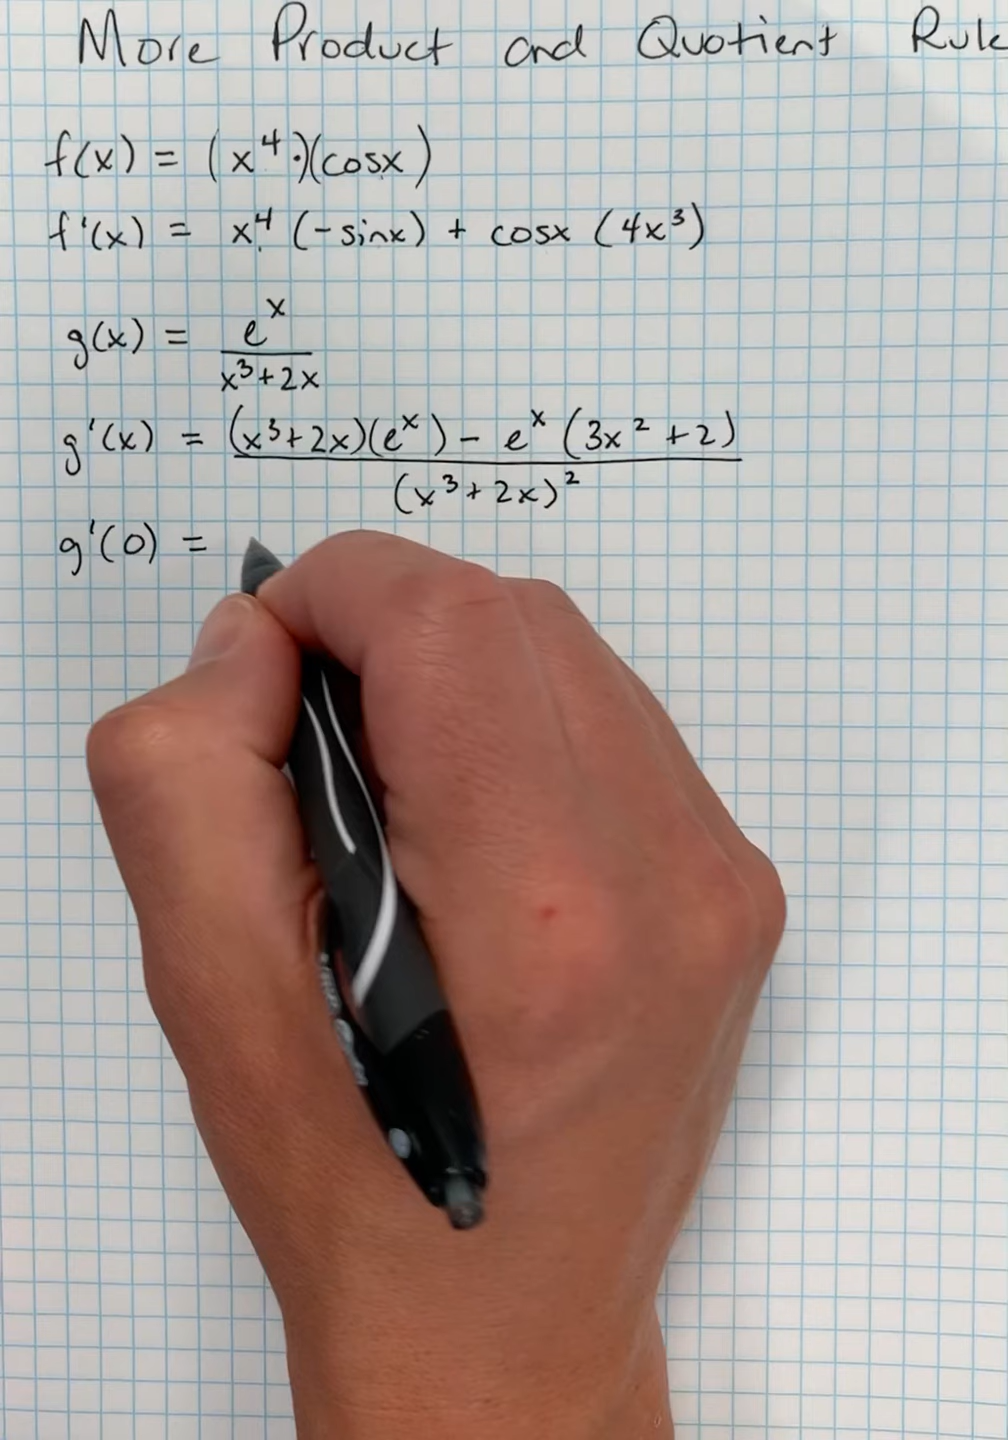 More Product and Quotient Rule
f(x) = (x⁴·)(cosx)
f'(x) = x⁴ (-sinx) + cosx (4x³)
g(x) = eˣ / x³+2x
g'(x) = (x³+2x)(eˣ) - eˣ (3x² +2) / (x³+2x)²
g'(0) =